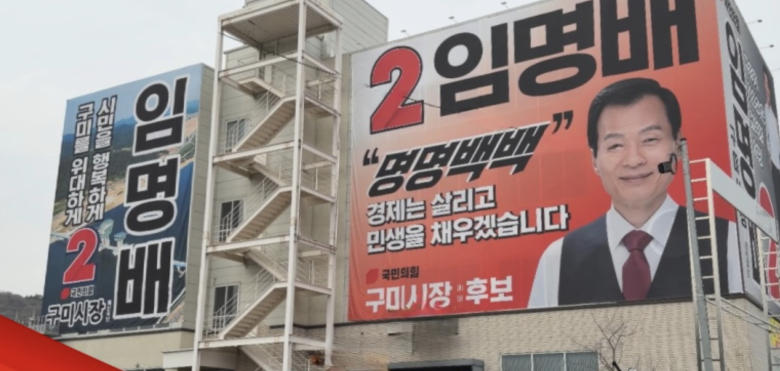 시민을 행복하게
구미를 위대하게
임명배
2
국민의힘
구미시장
2 임명배
“명명백백”
경제는 살리고
민생을 채우겠습니다
국민의힘
구미시장 후보
임명배